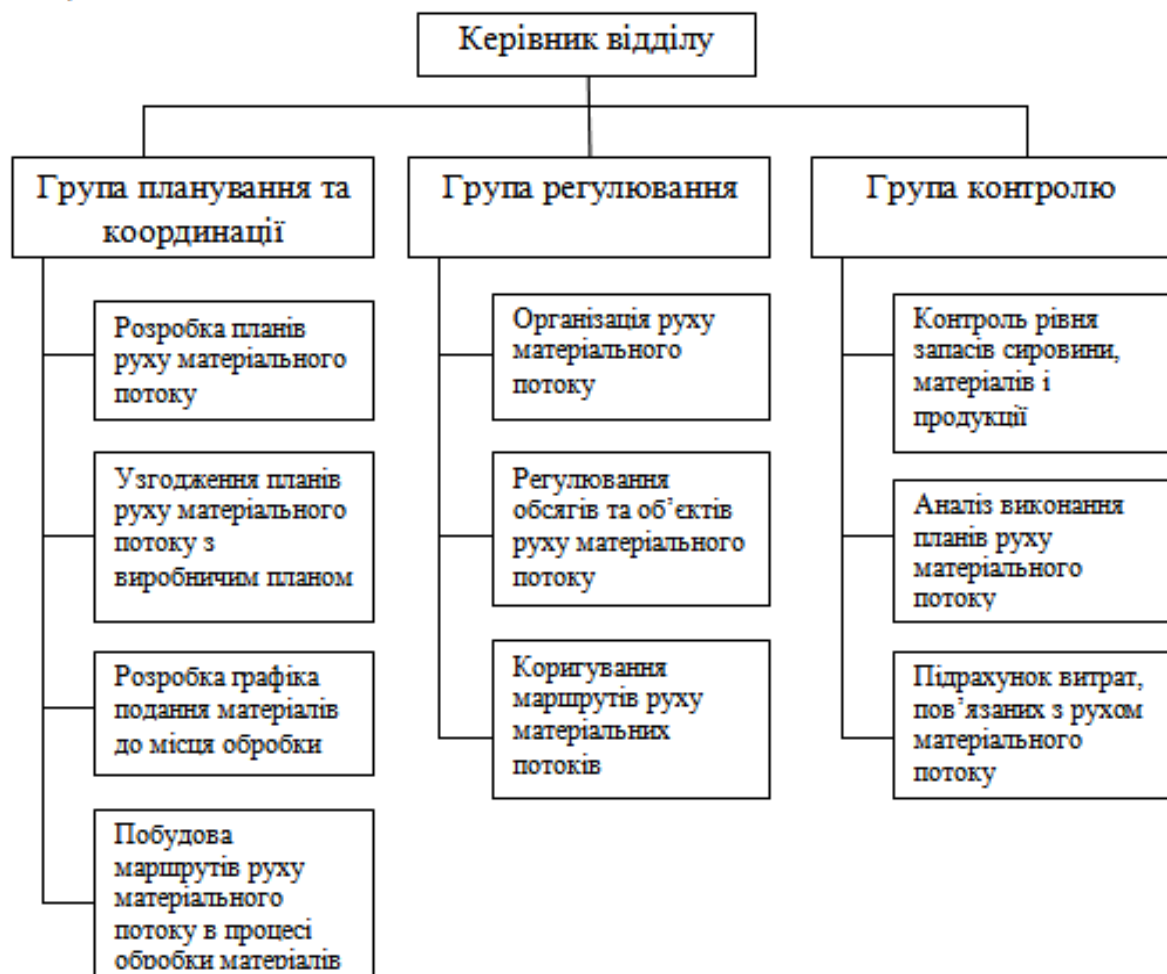 Керівник відділу
Група планування та
координації
Група регулювання
Група контролю
Розробка планів
руху матеріального
потоку
Узгодження планів
руху матеріального
потоку з
виробничим планом
Розробка графіка
подання матеріалів
до місця обробки
Побудова
маршрутів руху
матеріального
потоку в процесі
обробки матеріалів
Організація руху
матеріального
потоку
Регулювання
обсягів та об’єктів
руху матеріального
потоку
Коригування
маршрутів руху
матеріальних
потоків
Контроль рівня
запасів сировини,
матеріалів і
продукції
Аналіз виконання
планів руху
матеріального
потоку
Підрахунок витрат,
пов’язаних з рухом
матеріального
потоку